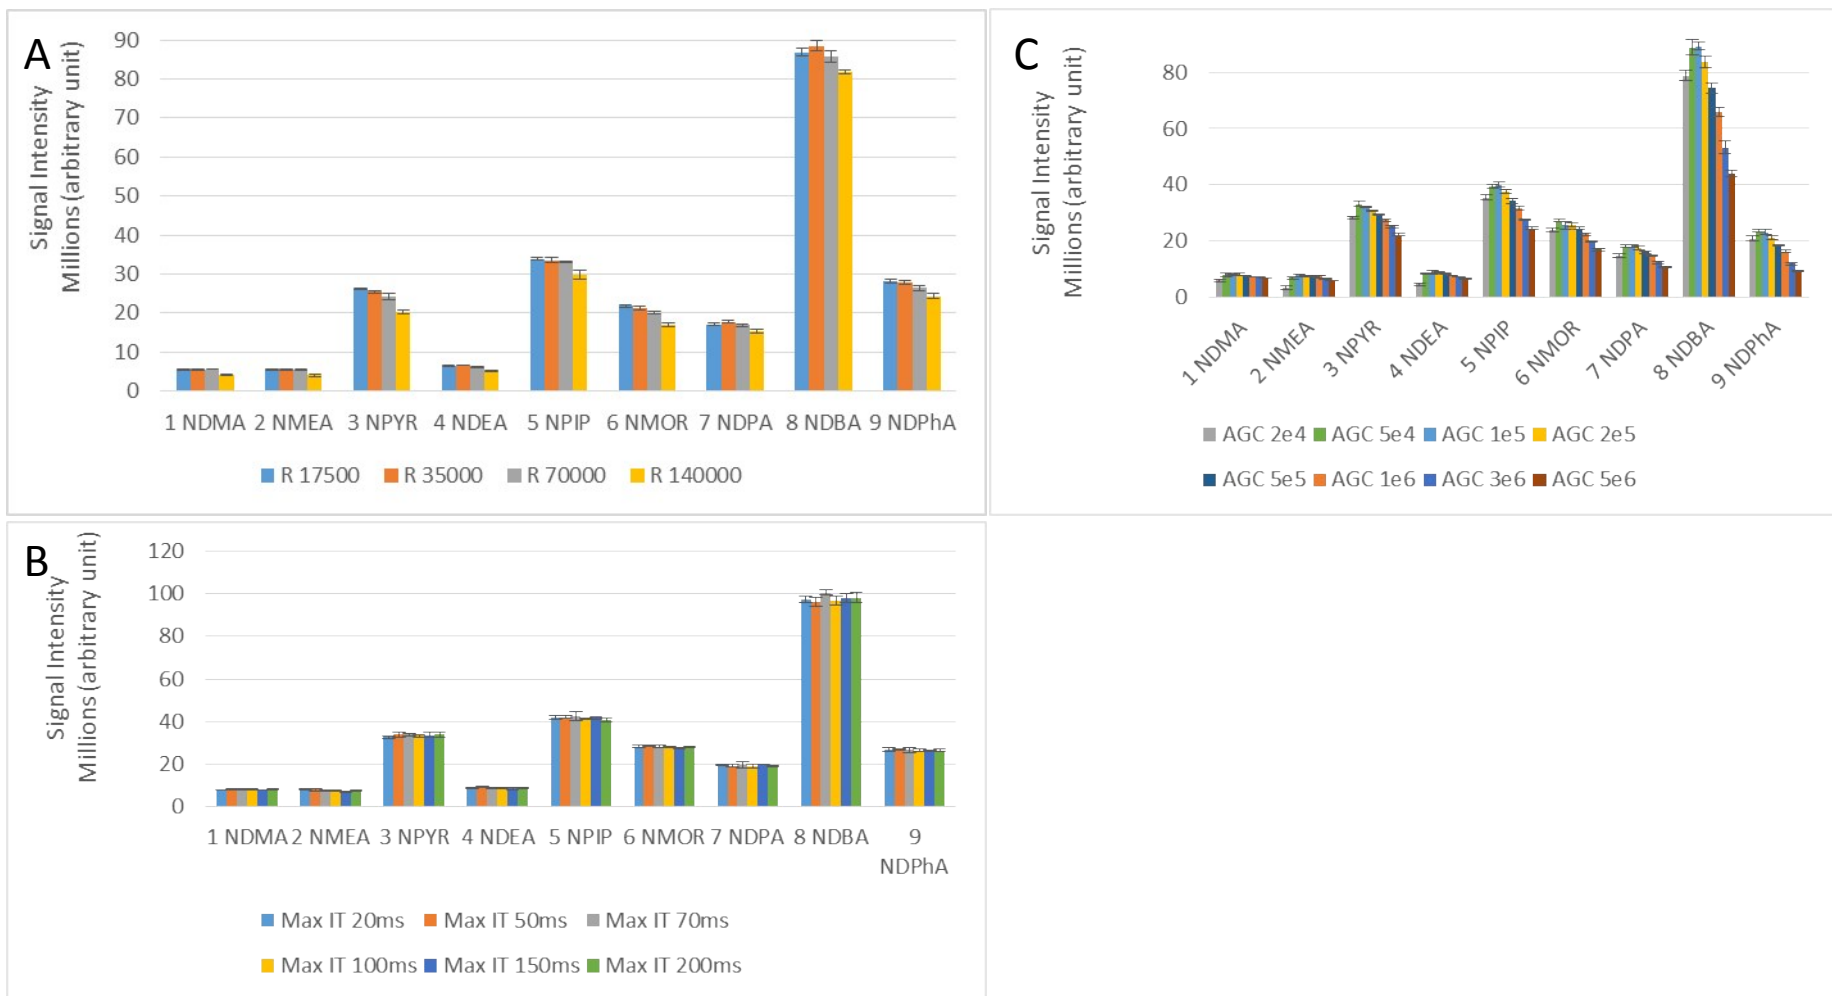 A
Signal Intensity
Millions (arbitrary unit)
90
80
70
60
50
40
30
20
10
0
1 NDMA 2 NMEA 3 NPYR 4 NDEA 5 NPIP 6 NMOR 7 NDPA 8 NDBA 9 NDPhA
R 17500 R 35000 R 70000 R 140000
C
Signal Intensity
Millions (arbitrary unit)
80
60
40
20
0
1 NDMA 2 NMEA 3 NPYR 4 NDEA 5 NPIP 6 NMOR 7 NDPA 8 NDBA 9 NDPhA
AGC 2e4 AGC 5e4 AGC 1e5 AGC 2e5
AGC 5e5 AGC 1e6 AGC 3e6 AGC 5e6
B
Signal Intensity
Millions (arbitrary unit)
120
100
80
60
40
20
0
1 NDMA 2 NMEA 3 NPYR 4 NDEA 5 NPIP 6 NMOR 7 NDPA 8 NDBA 9
NDPhA
Max IT 20ms Max IT 50ms Max IT 70ms
Max IT 100ms Max IT 150ms Max IT 200ms